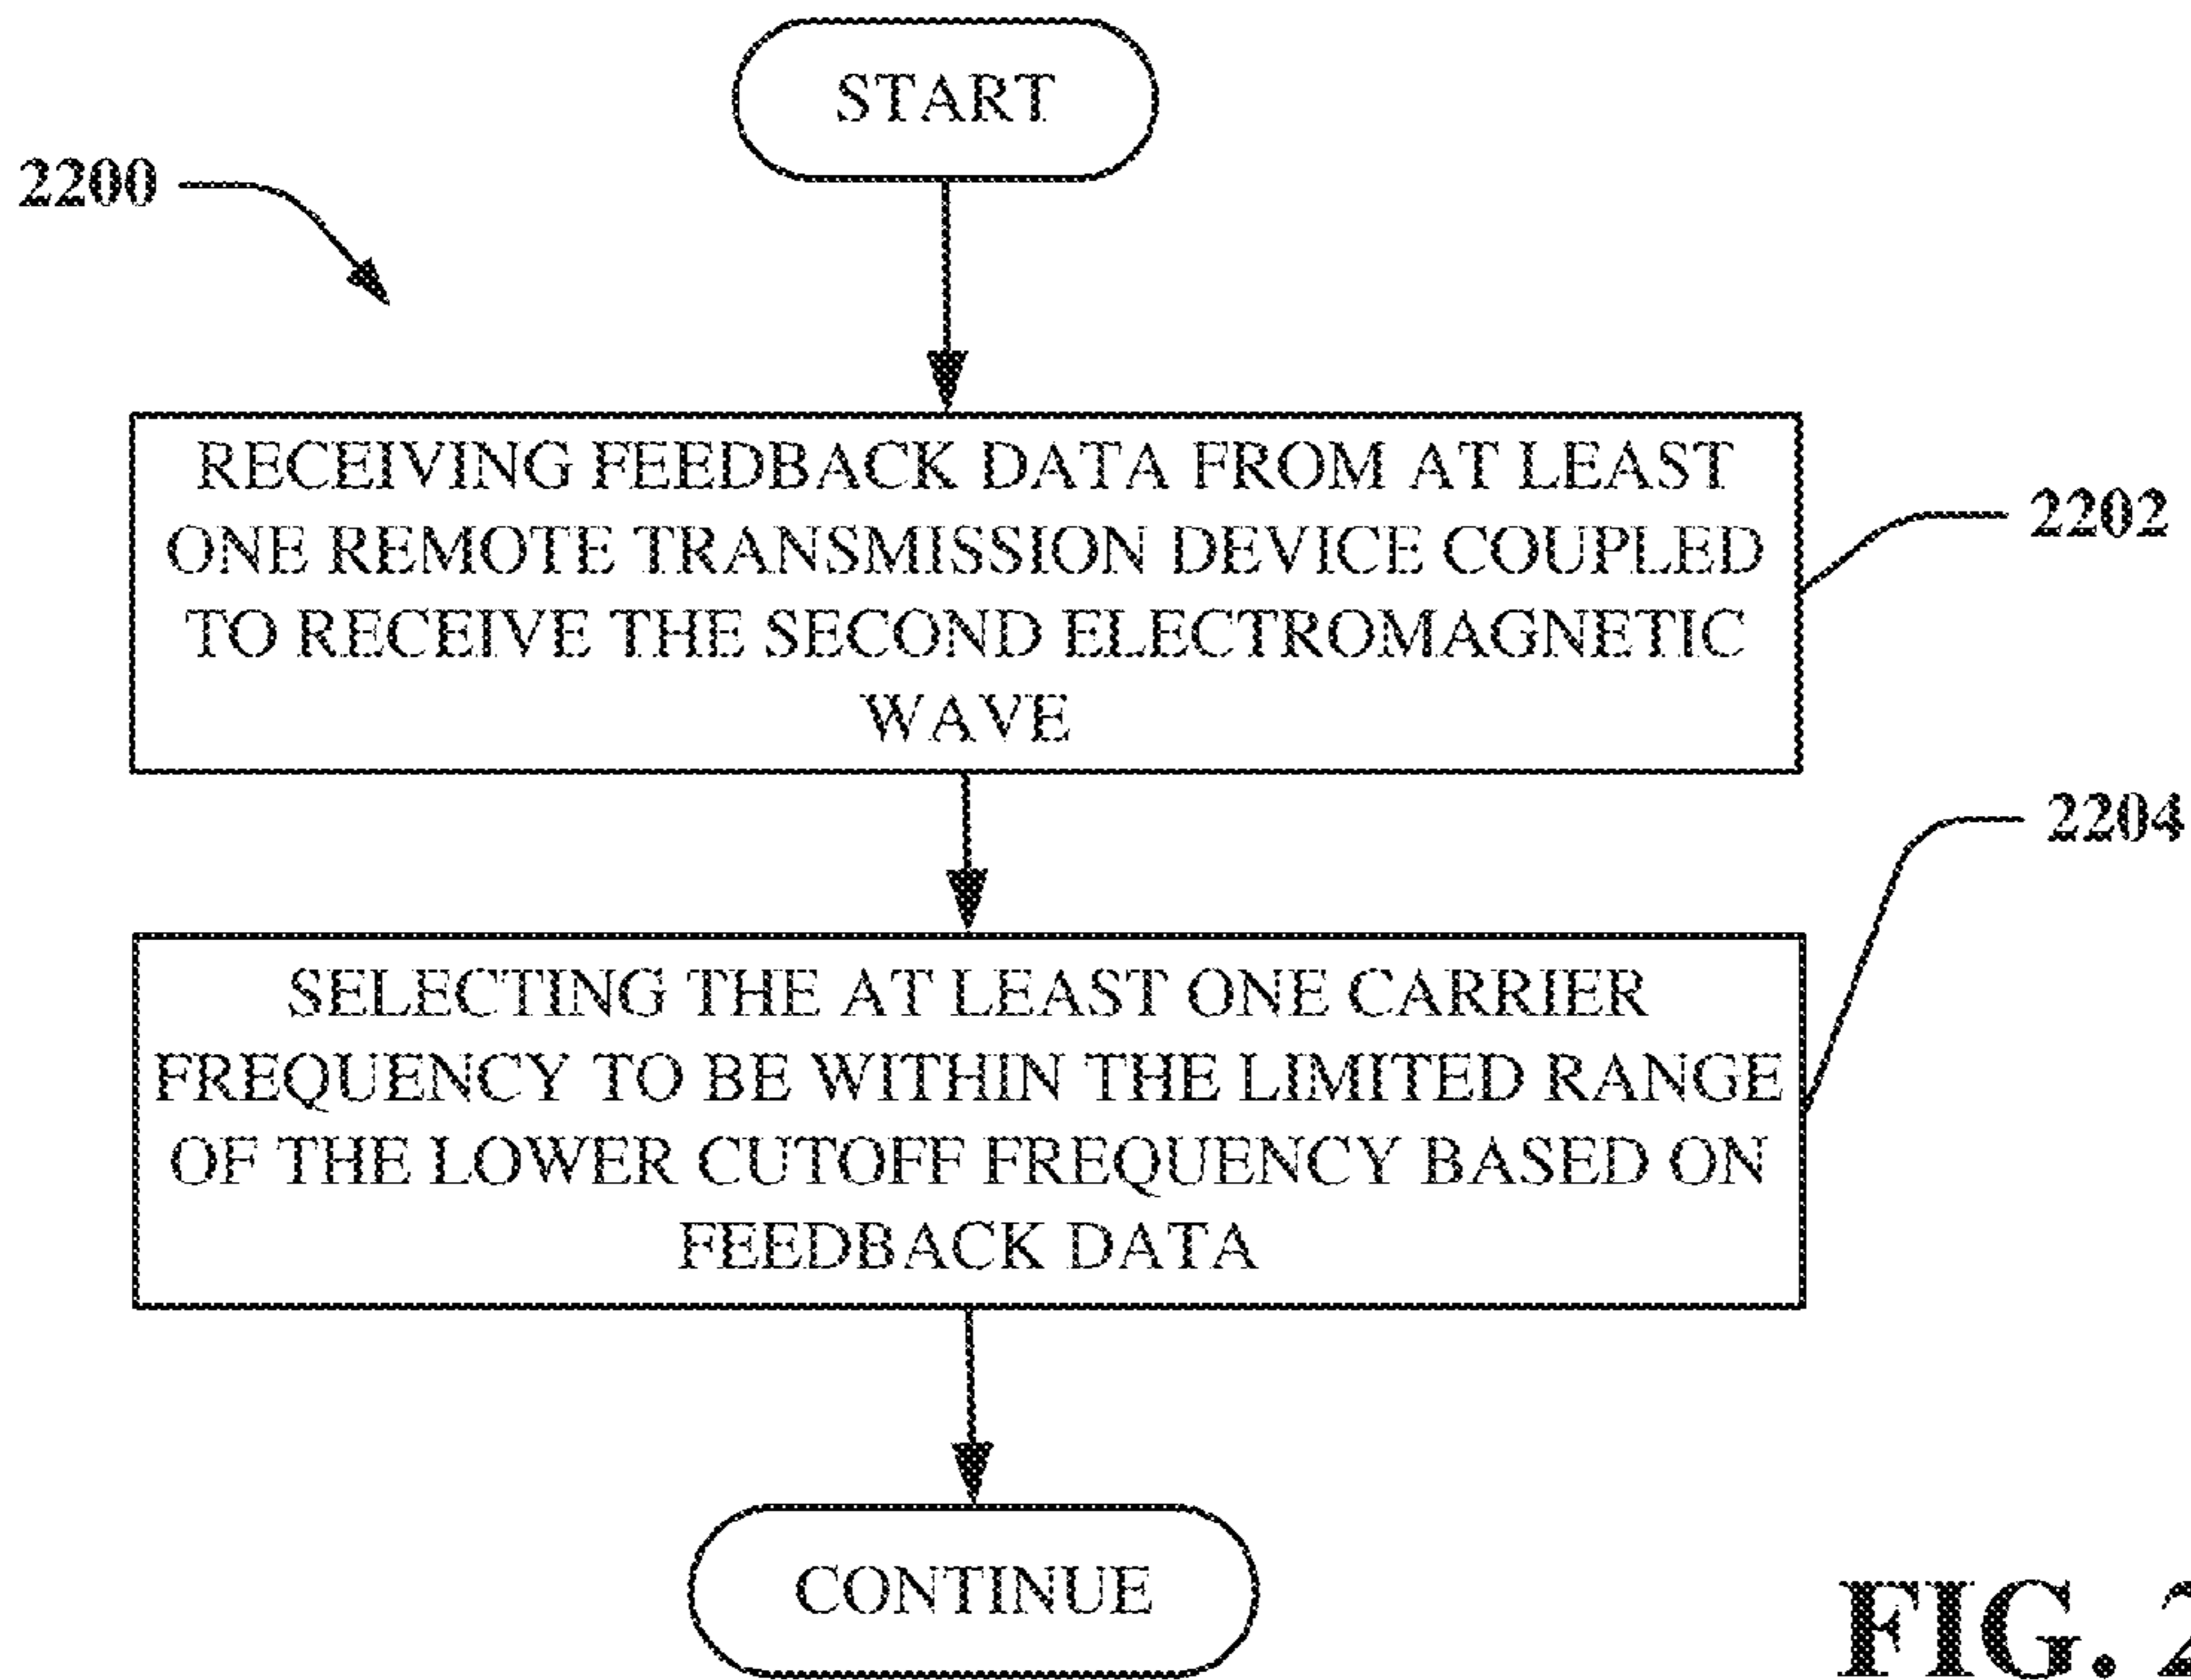 START
2200
RECEIVING FEEDBACK DATA FROM AT LEAST
ONE REMOTE TRANSMISSION DEVICE COUPLED
TO RECEIVE THE SECOND ELECTROMAGNETIC
WAVE
2202
2204
SELECTING THE AT LEAST ONE CARRIER
FREQUENCY TO BE WITHIN THE LIMITED RANGE
OF THE LOWER CUTOFF FREQUENCY BASED ON
FEEDBACK DATA
CONTINUE
FIG.